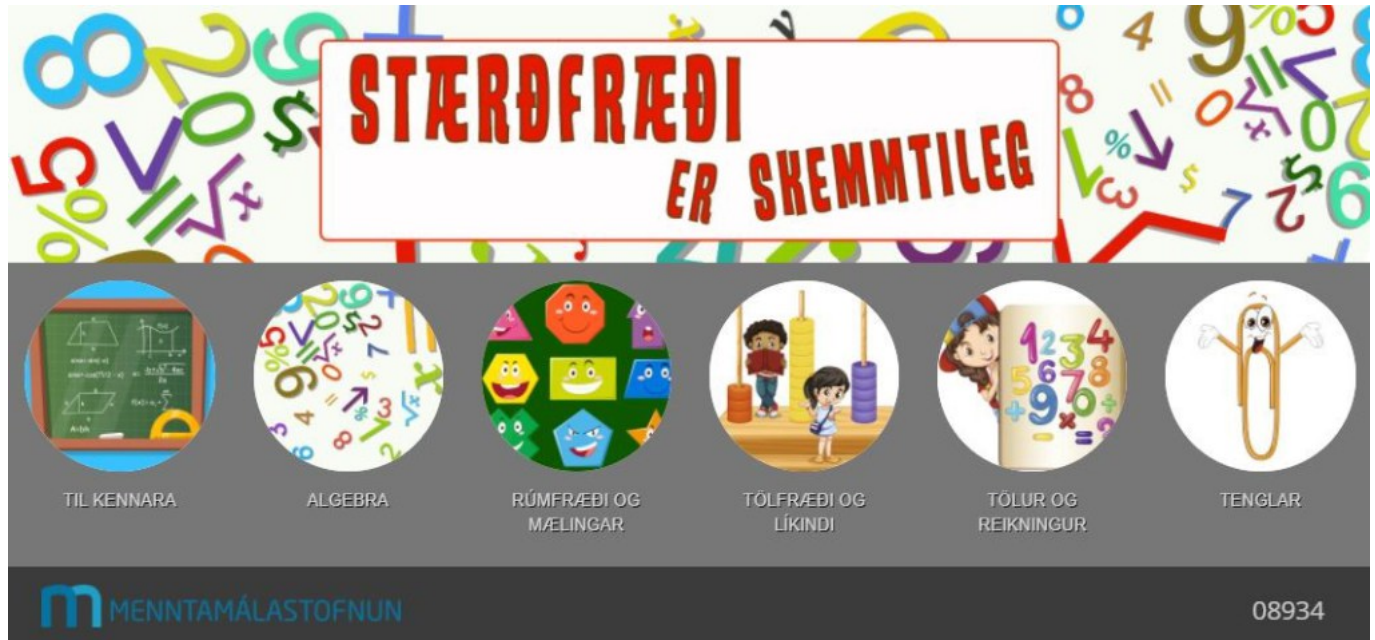 STÆRÐFRÆÐI
ER SKEMMTILEG
TIL KENNARA
ALGEBRA
RÚMFRÆÐI OG
MÆLINGAR
TÖLFRÆÐI OG
LÍKINDI
TÖLUR OG
REIKNINGUR
TENGLAR
MENNTAMÁLASTOFNUN
08934